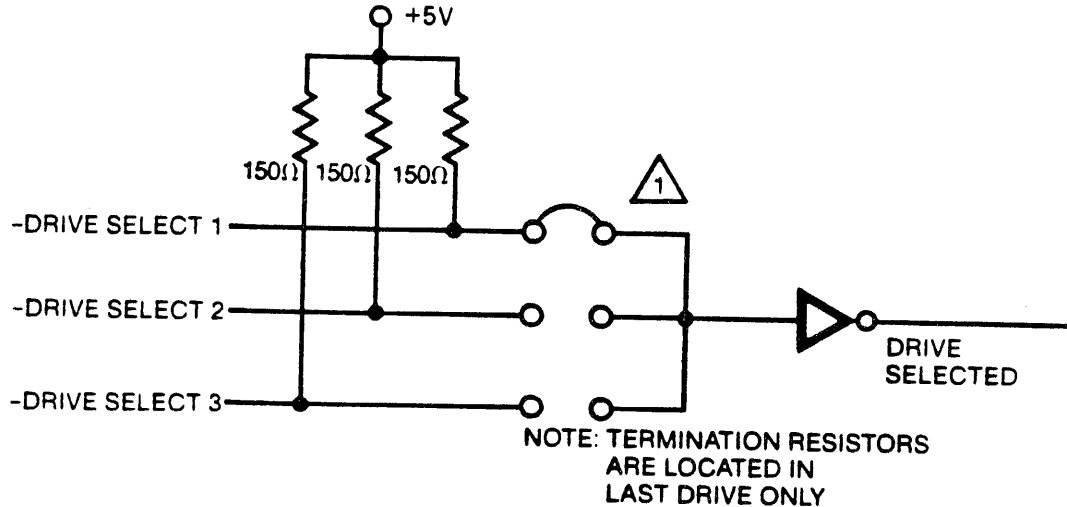 +5V
150Ω 150Ω 150Ω
1
-DRIVE SELECT 1
-DRIVE SELECT 2
-DRIVE SELECT 3
DRIVE
SELECTED
NOTE: TERMINATION RESISTORS
ARE LOCATED IN
LAST DRIVE ONLY